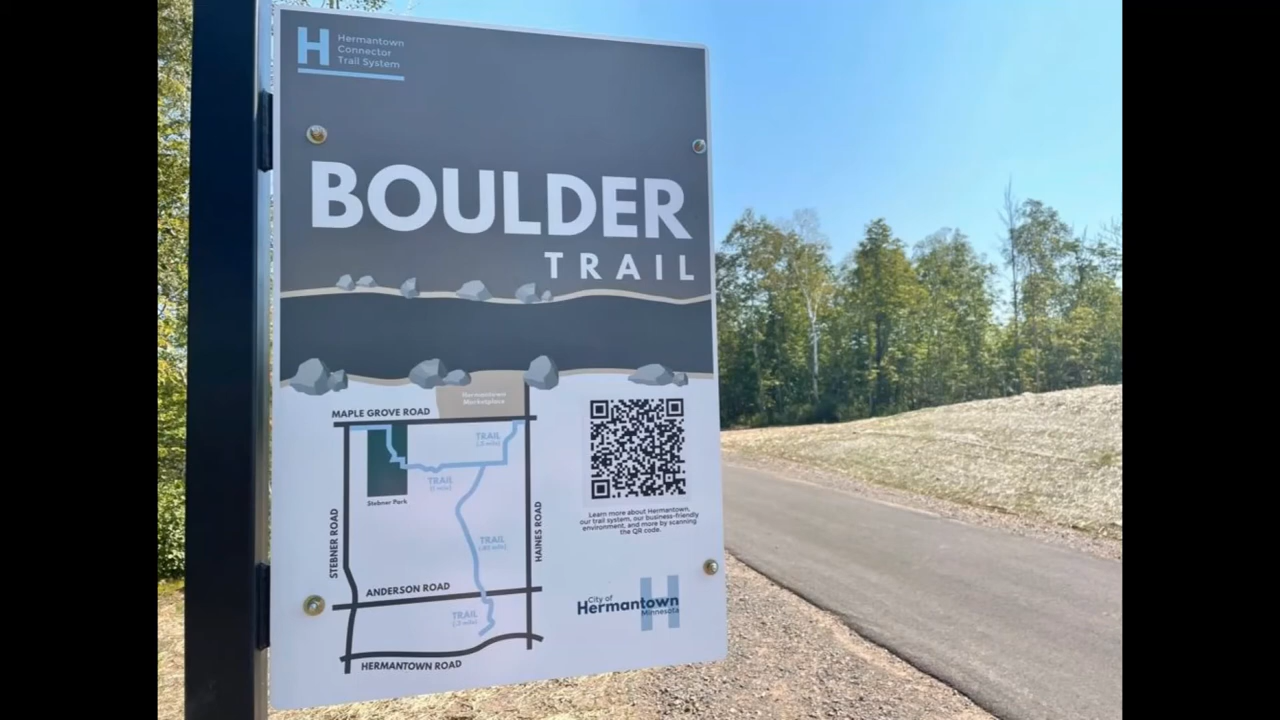 H
Hermantown
Connector
Trail System
BOULDER
TRAIL
Hermantown
Marketplace
MAPLE GROVE ROAD
TRAIL
TRAIL
Stebner Park
STEBNER ROAD
HAINES ROAD
TRAIL
ANDERSON ROAD
TRAIL
HERMANTOWN ROAD
Learn more about Hermantown,
our trail system, our business-friendly
environment, and more by scanning
the QR code.
City of
Hermantown
Minnesota
H